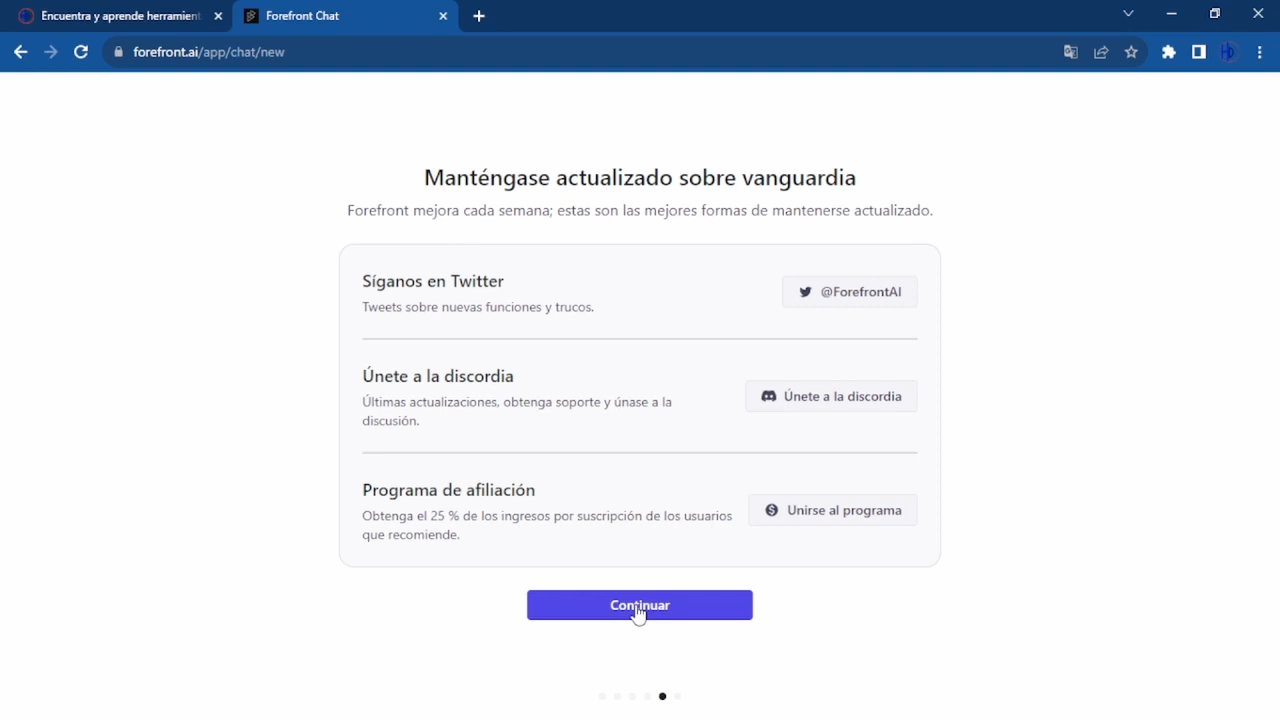 Encuentra y aprende herramient
Forefront Chat
forefront.ai/app/chat/new
Manténgase actualizado sobre vanguardia
Forefront mejora cada semana; estas son las mejores formas de mantenerse actualizado.
Síganos en Twitter
@ForefrontAI
Tweets sobre nuevas funciones y trucos.
Únete a la discordia
Últimas actualizaciones, obtenga soporte y únase a la
discusión.
Únete a la discordia
Programa de afiliación
Obtenga el 25 % de los ingresos por suscripción de los usuarios
que recomiende.
Unirse al programa
Continuar